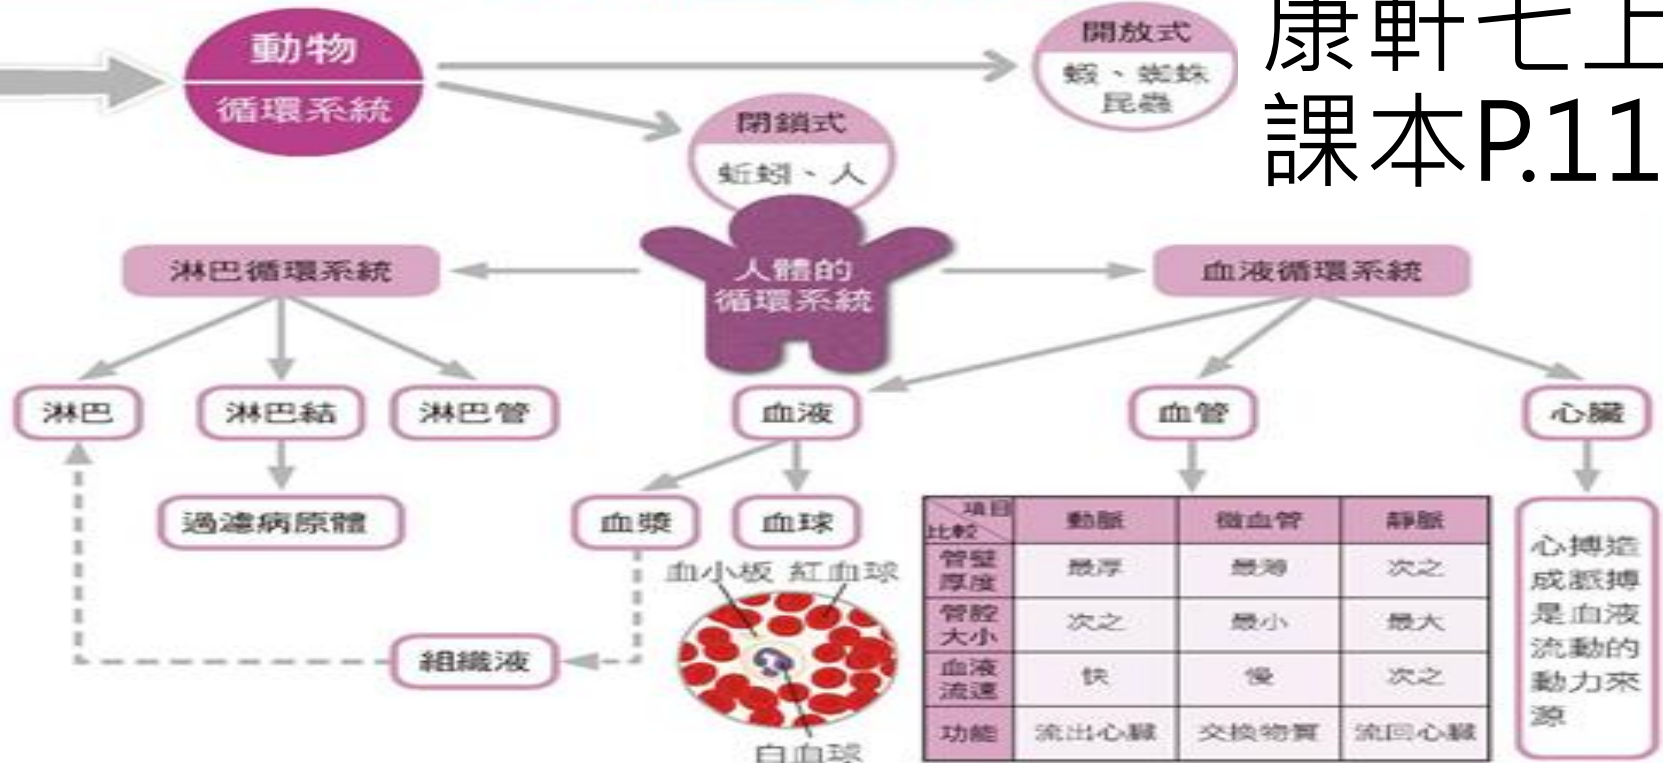 動物
循環系統
開放式
蝦、蜘蛛
昆蟲
康軒七上
課本P.11
閉鎖式
蚯蚓、人
人體的
循環系統
淋巴循環系統
血液循環系統
淋巴
淋巴結
淋巴管
血液
血管
心臟
過濾病原體
血漿
血球
血小板 紅血球
白血球
組織液
項目
比較
動脈 微血管 靜脈
管壁
厚度
最厚 最薄 次之
管腔
大小
次之 最小 最大
血液
流速
快 慢 次之
功能 流出心臟 交換物質 流回心臟
心搏造
成脈搏
是血液
流動的
動力來
源